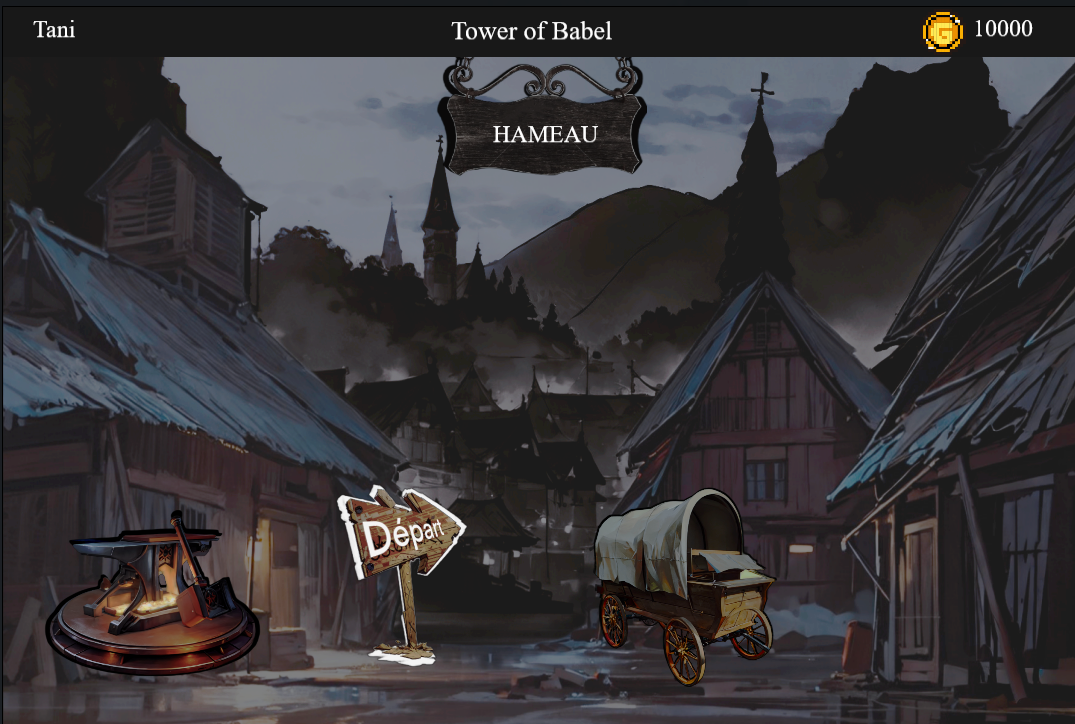 Tani
Tower of Babel
10000
HAMEAU
Départ